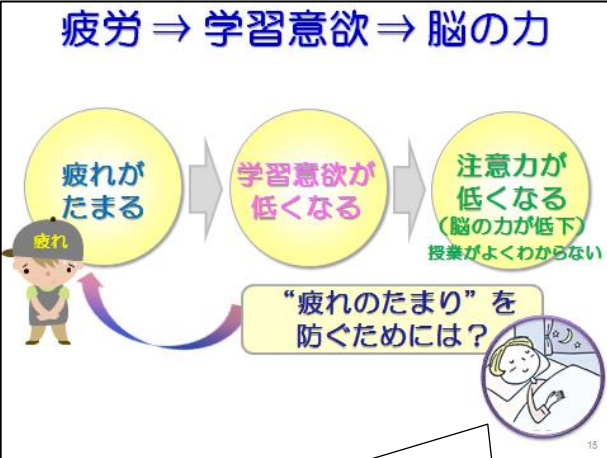 疲労⇒学習意欲⇒脳の力
疲れが
たまる
学習意欲が
低くなる
注意力が
低くなる
（脳の力が低下）
授業がよくわからない
疲れ
“疲れのたまり”を
防ぐためには？
15